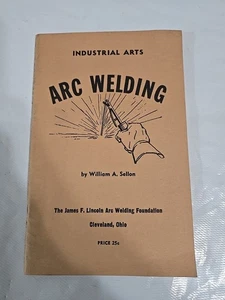 INDUSTRIAL ARTS
ARC WELDING
by William A. Sellon
The James F. Lincoln Arc Welding Foundation
Cleveland, Ohio
PRICE 25c